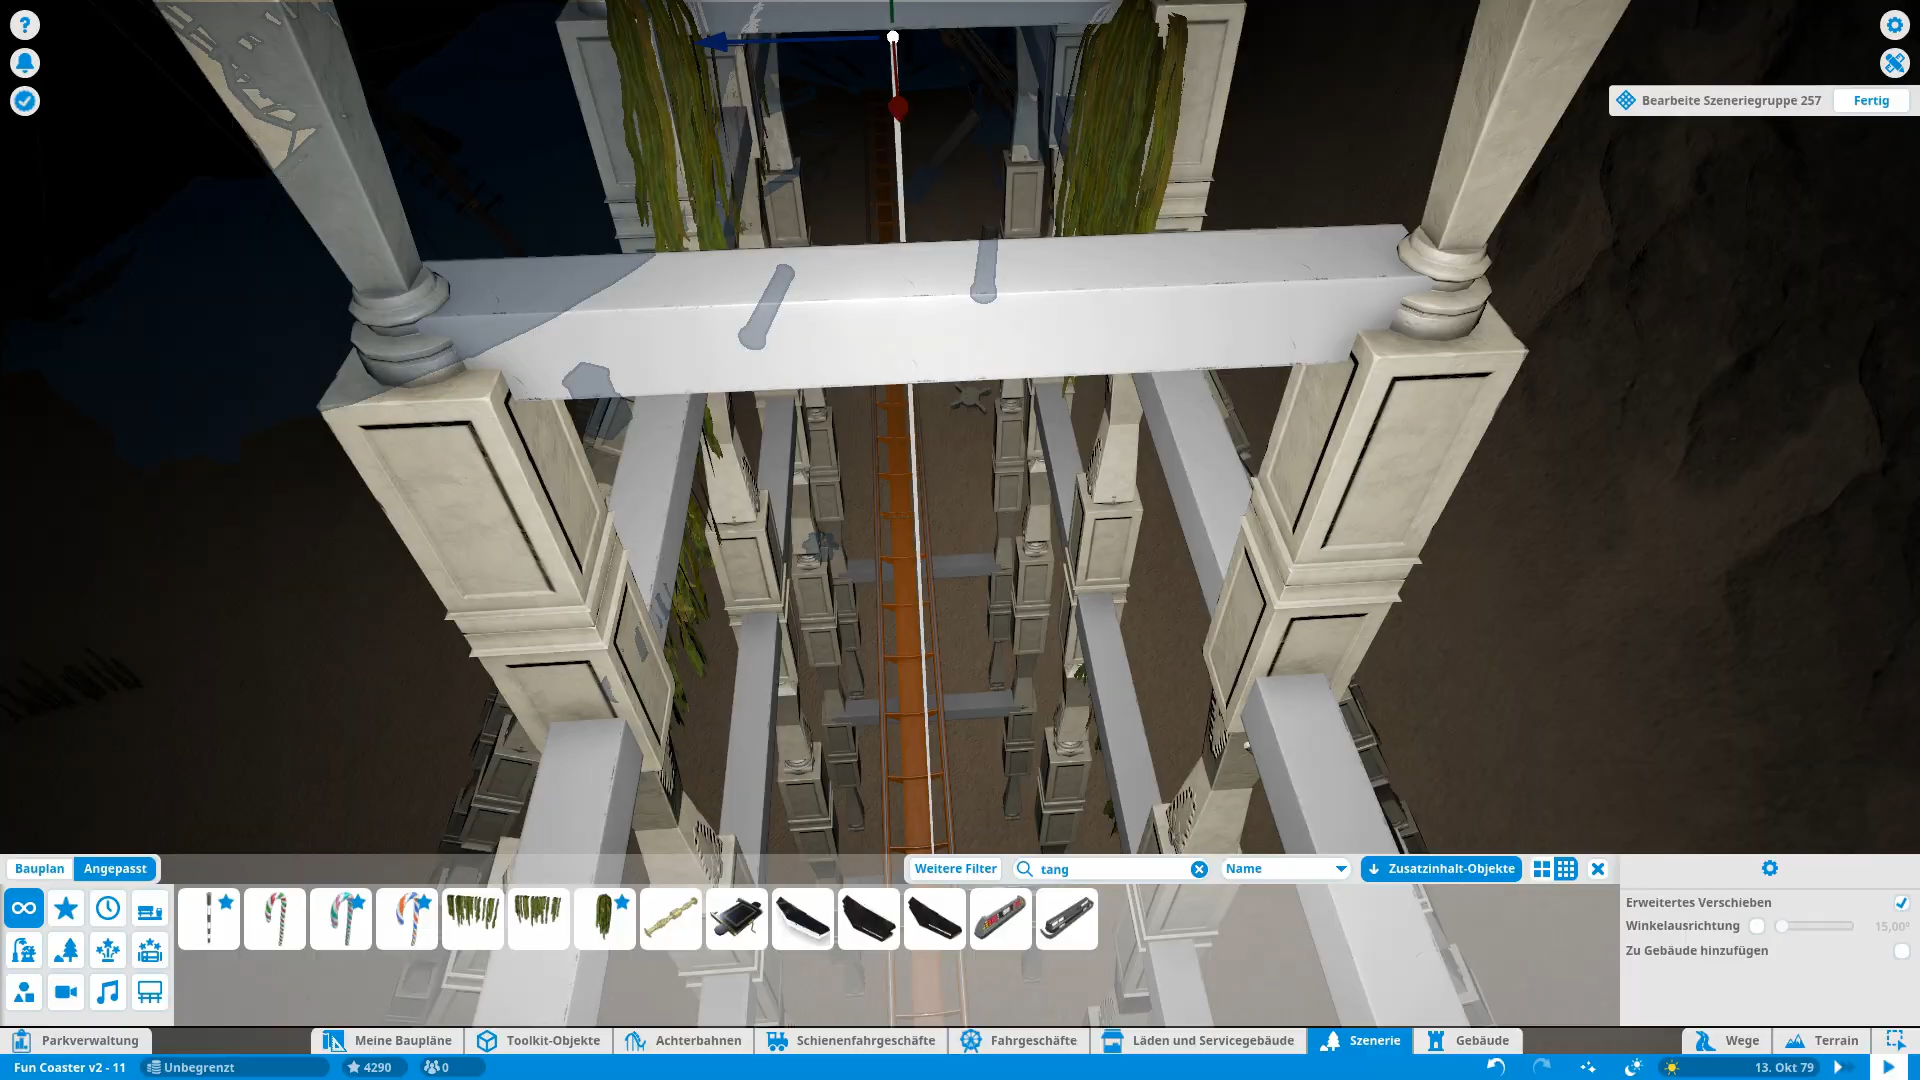 Bearbeite Szeneriegruppe 257
Fertig
Bauplan
Angepasst
Weitere Filter
tang
Name
Zusatzinhalt-Objekte
Erweitertes Verschieben
Winkelausrichtung
15,00°
Zu Gebäude hinzufügen
Parkverwaltung
Meine Baupläne
Toolkit-Objekte
Achterbahnen
Schienenfahrgeschäfte
Fahrgeschäfte
Läden und Servicegebäude
Szenerie
Gebäude
Wege
Terrain
Fun Coaster v2 - 11
Unbegrenzt
4290
0
13. Okt 79